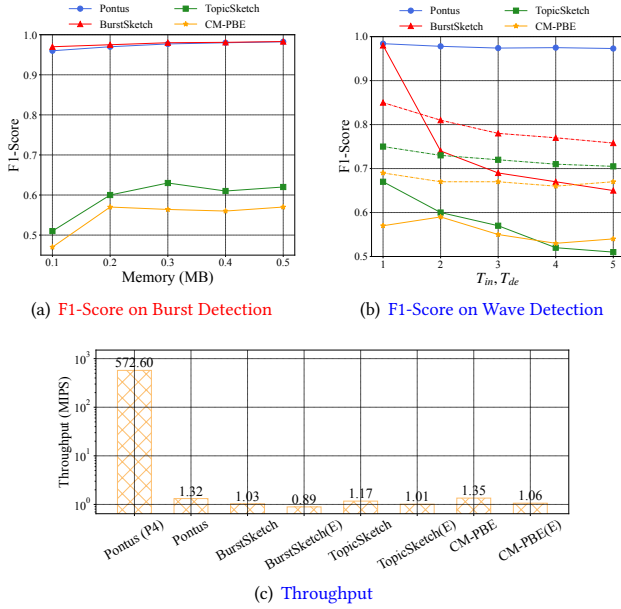 Pontus TopicSketch
BurstSketch CM-PBE
1.0
0.9
0.8
0.7
0.6
0.5
F1-Score
0.1 0.2 0.3 0.4 0.5
Memory (MB)
(a) F1-Score on Burst Detection
Pontus TopicSketch
BurstSketch CM-PBE
1.0
0.9
0.8
0.7
0.6
0.5
F1-Score
1 2 3 4 5
T_in, T_de
(b) F1-Score on Wave Detection
Throughput (MIPS)
10^3
10^2
10^1
10^0
572.60 1.32 1.03 0.89 1.17 1.01 1.35 1.06
Pontus (P4) Pontus BurstSketch BurstSketch(E) TopicSketch TopicSketch(E) CM-PBE CM-PBE(E)
(c) Throughput